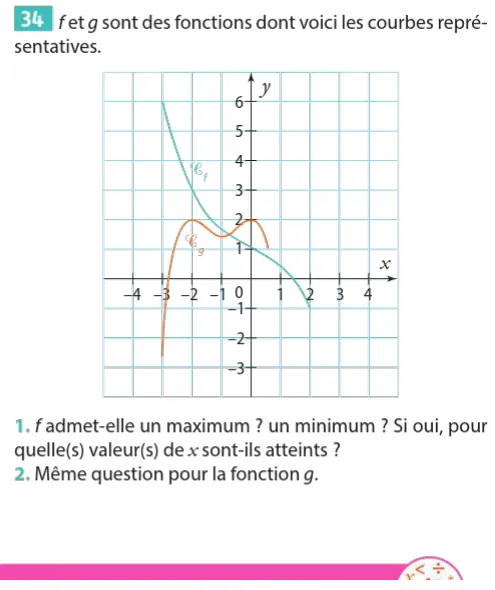 34 f et g sont des fonctions dont voici les courbes repré-
sentatives.
y
6
5
4
𝒞f
3
2
𝒞g
1
x
−4 −3 −2 −1 0 1 2 3 4
−1
−2
−3
1. f admet-elle un maximum ? un minimum ? Si oui, pour
quelle(s) valeur(s) de x sont-ils atteints ?
2. Même question pour la fonction g.
< ÷